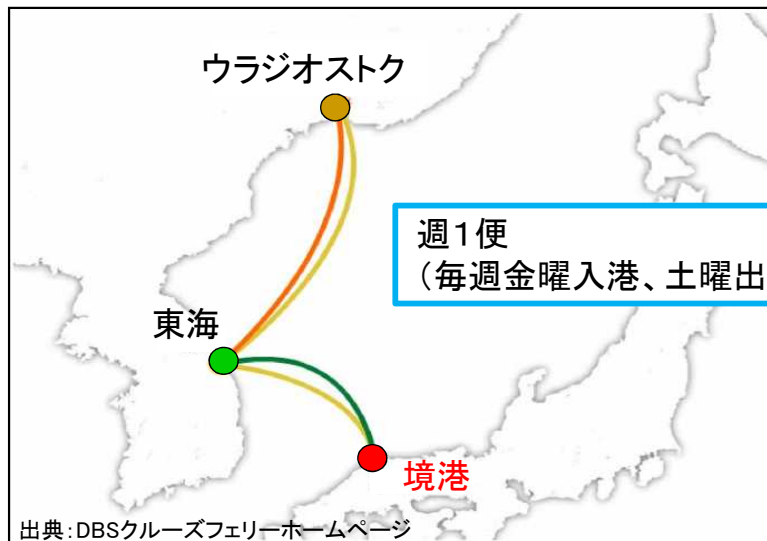 ウラジオストク
週1便
(毎週金曜入港、土曜出
東海
境港
出典:DBSクルーズフェリーホームページ